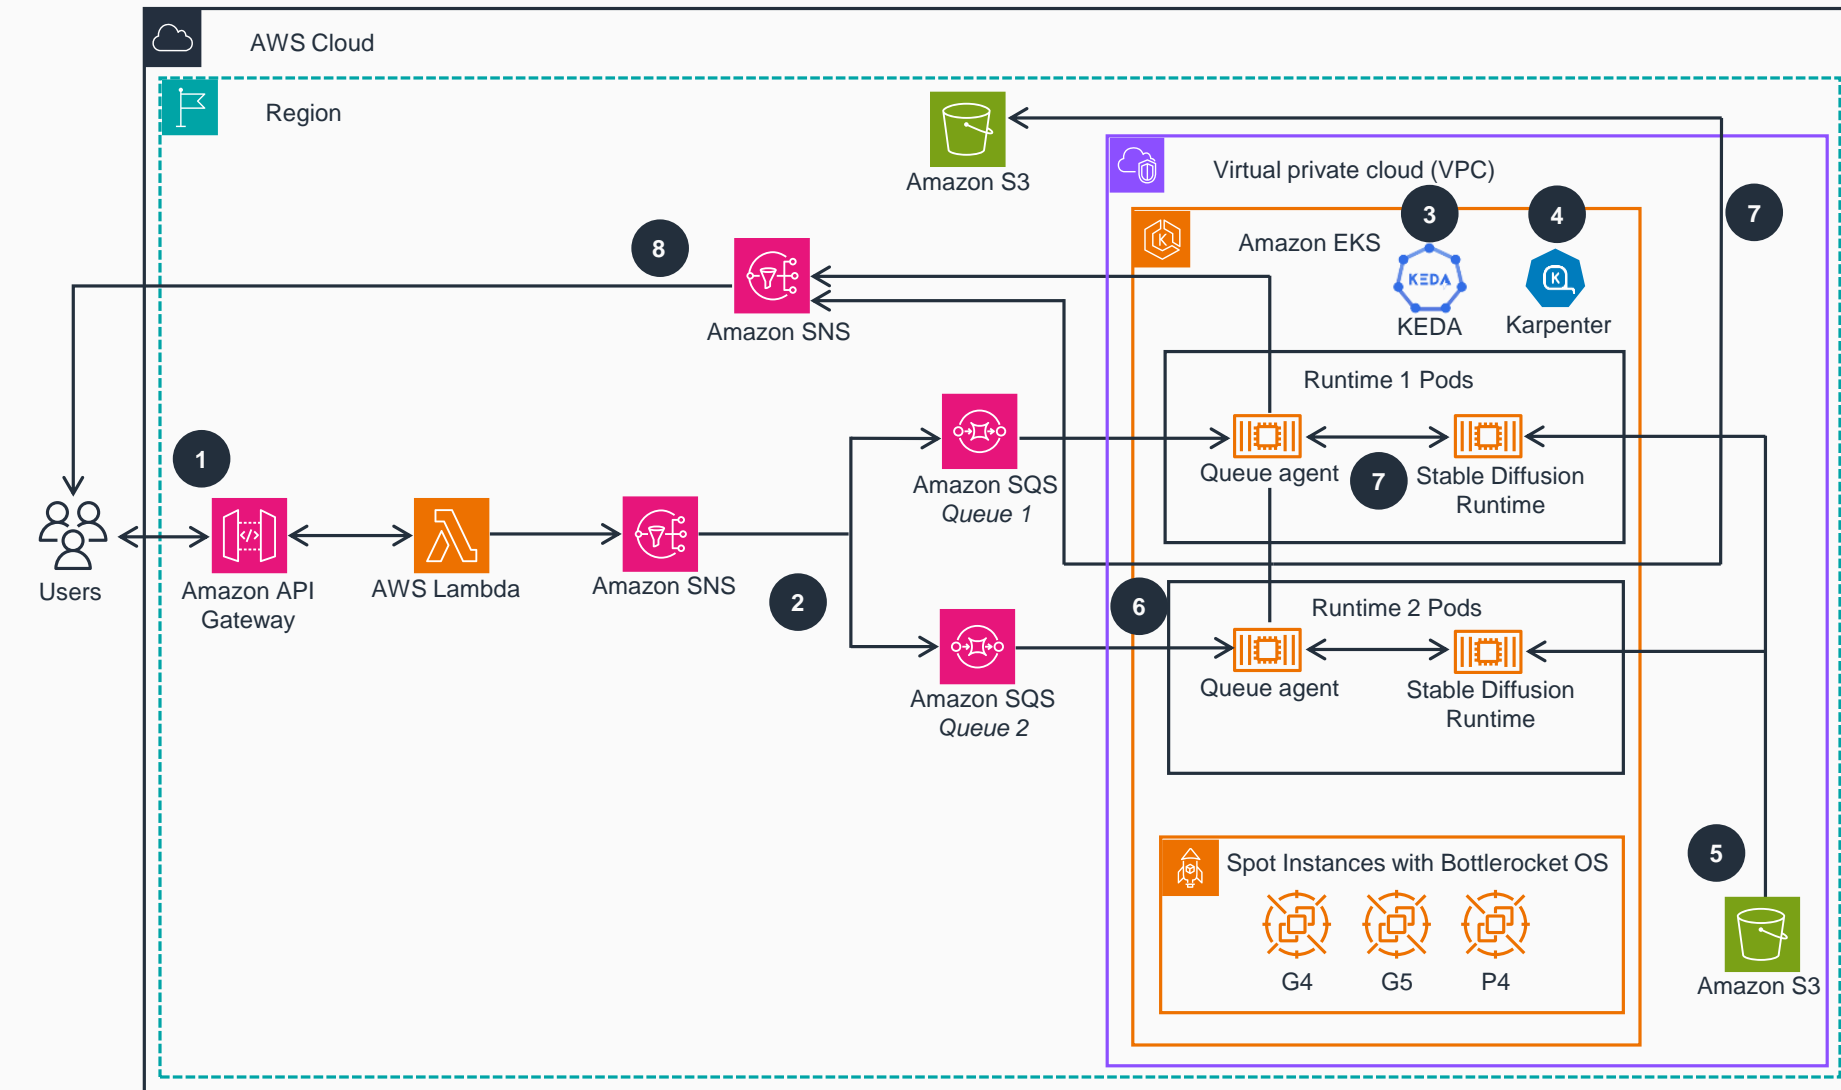 AWS Cloud
Region
Amazon S3
Virtual private cloud (VPC)
7
3
4
Amazon EKS
8
KEDA
KEDA
K
K
Karpenter
Amazon SNS
Runtime 1 Pods
1
Queue agent
7
Stable Diffusion
Runtime
Amazon SQS
Queue 1
</>
Users
Amazon API
Gateway
AWS Lambda
Amazon SNS
2
6
Runtime 2 Pods
Queue agent
Stable Diffusion
Runtime
Amazon SQS
Queue 2
5
Spot Instances with Bottlerocket OS
G4
G5
P4
Amazon S3